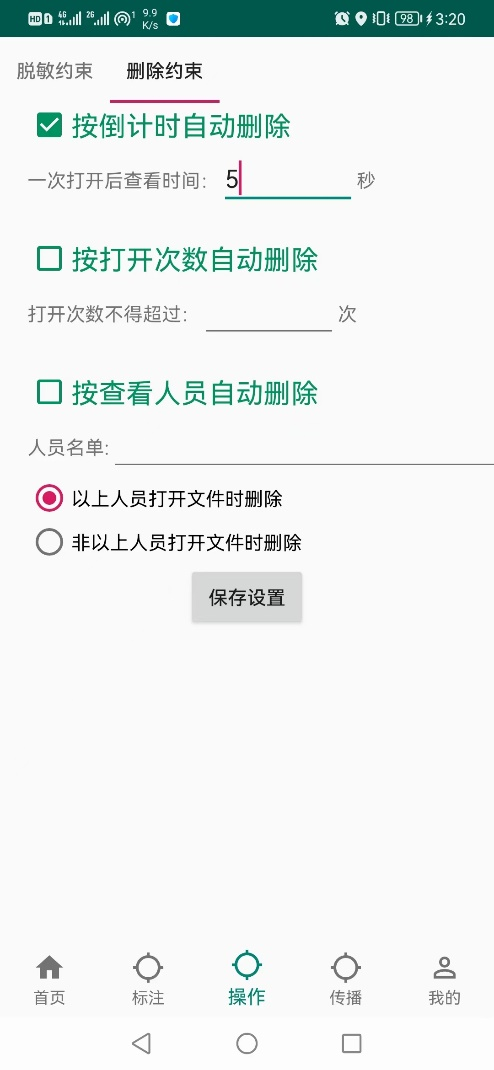 HD 1 4G 2G 1 9.9 K/s 98 3:20
脱敏约束 删除约束
按倒计时自动删除
一次打开后查看时间: 5 秒
按打开次数自动删除
打开次数不得超过: 次
按查看人员自动删除
人员名单:
以上人员打开文件时删除
非以上人员打开文件时删除
保存设置
首页 标注 操作 传播 我的